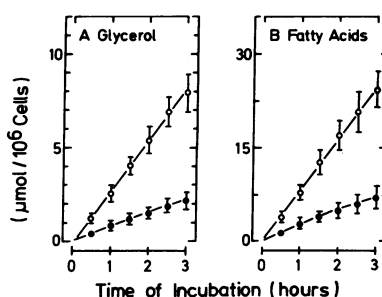 A Glycerol
B Fatty Acids
(µmol/10⁶ Cells)
10
5
0
30
15
0
0 1 2 3
0 1 2 3
Time of Incubation (hours)